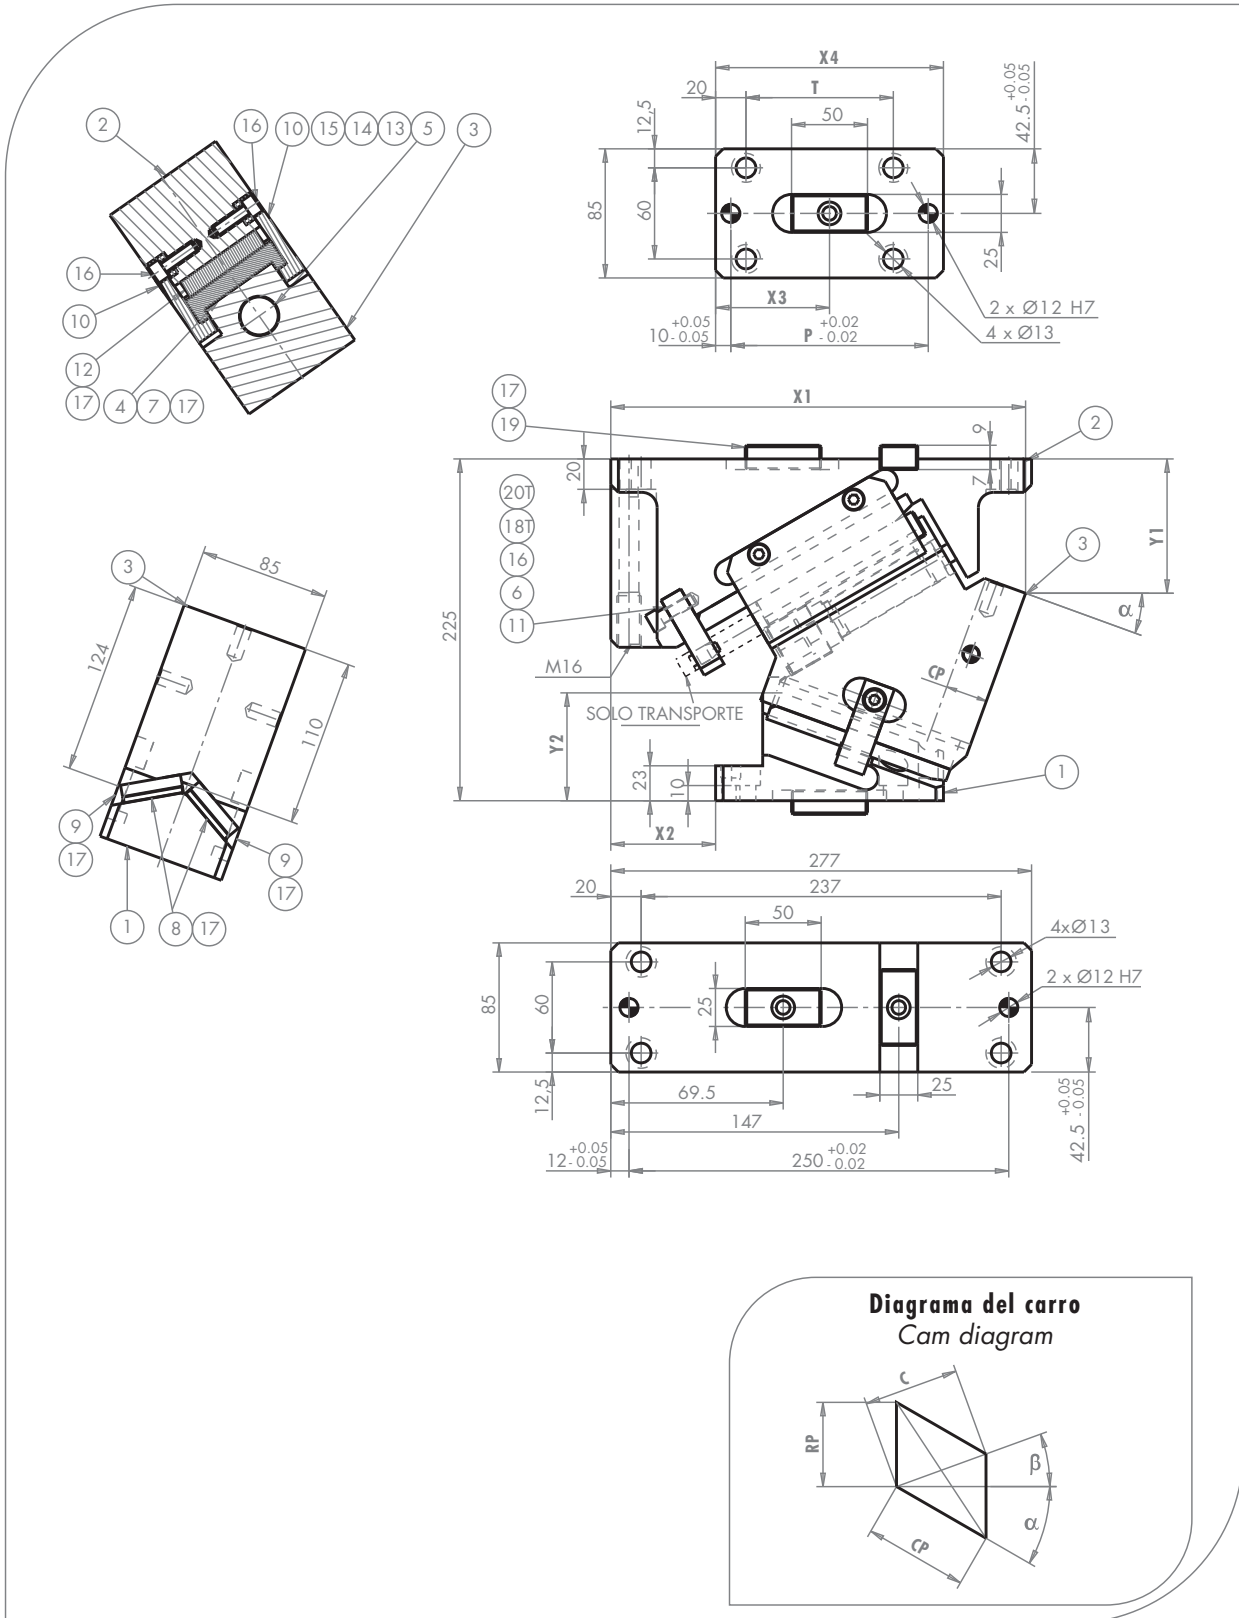 X4
20
T
12,5
50
42.5 +0.05 - 0.05
85
60
25
X3
2 x Ø12 H7
4 x Ø13
10 +0.05 - 0.05
P +0.02 - 0.02
2
16
10
15
14
13
5
3
16
10
12
17
4
7
17
17
19
X1
9
2
20
7
20T
18T
16
6
11
Y1
3
α
225
M16
CP
SOLO TRANSPORTE
Y2
23
10
1
X2
3
85
124
110
9
17
9
17
1
8
17
277
20
237
50
4xØ13
2 x Ø12 H7
85
60
25
12,5
69.5
25
147
42.5 +0.05 - 0.05
12 +0.05 - 0.05
250 +0.02 - 0.02
Diagrama del carro
Cam diagram
C
RP
β
α
CP